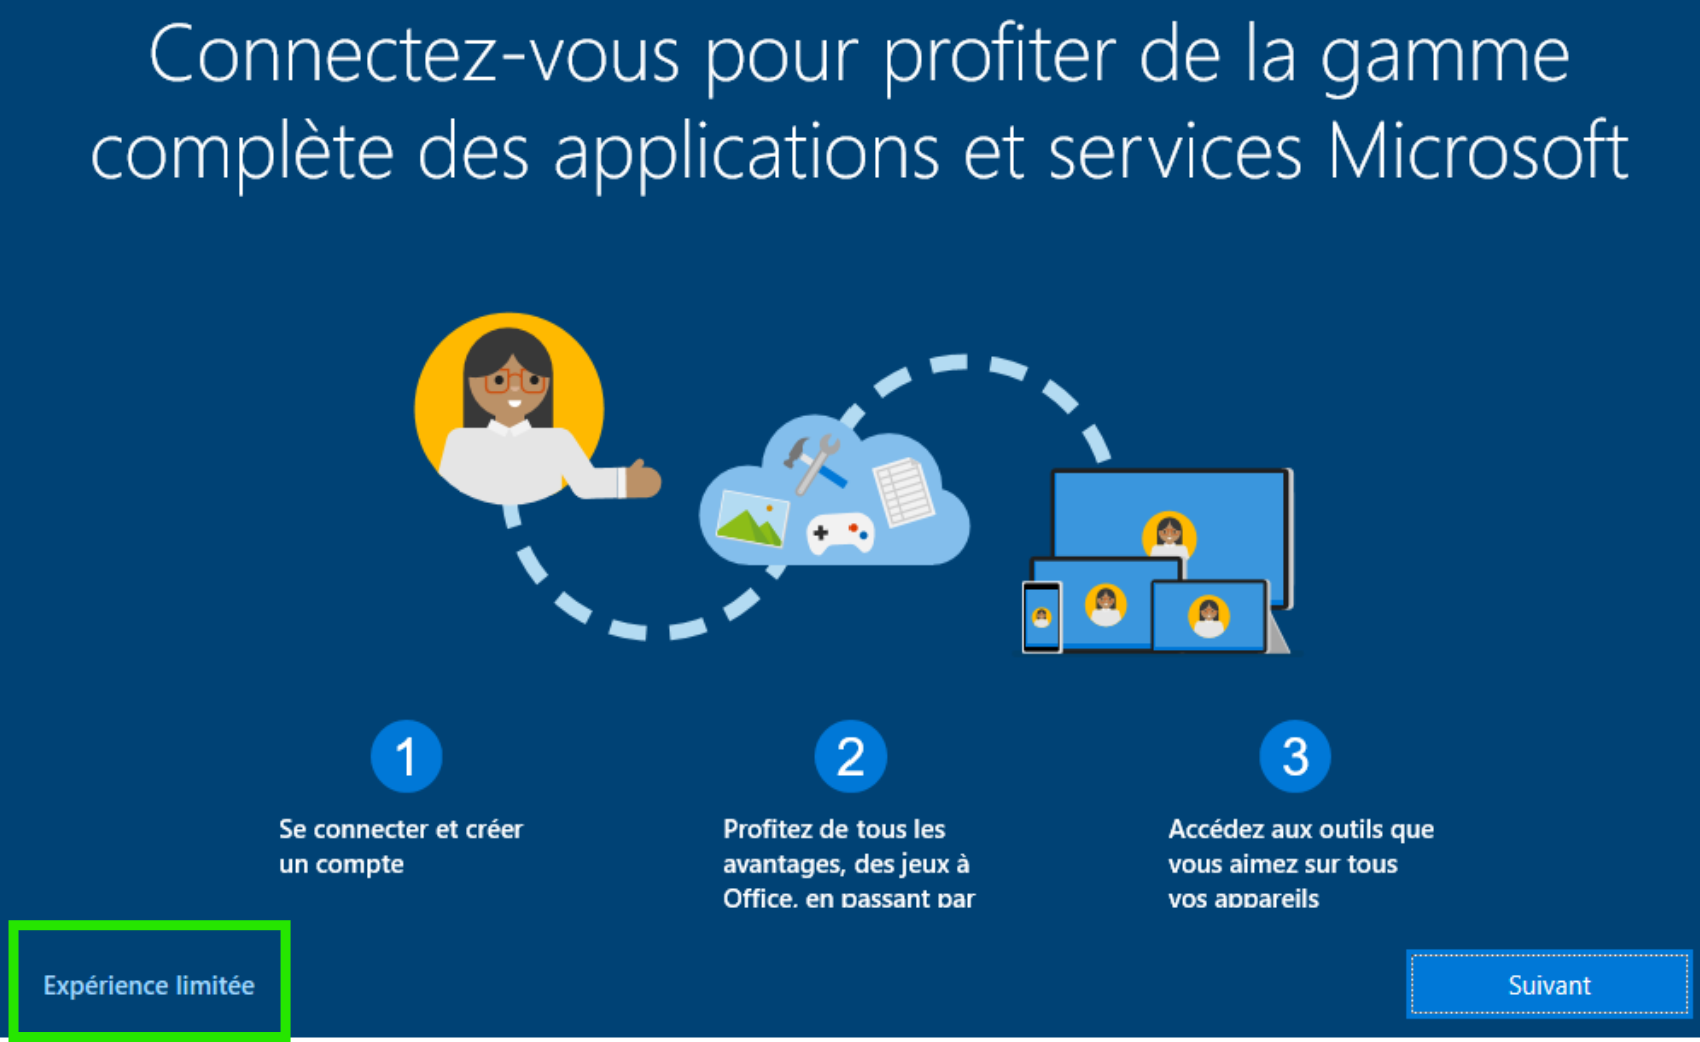 Connectez-vous pour profiter de la gamme
complète des applications et services Microsoft
1
Se connecter et créer
un compte
2
Profitez de tous les
avantages, des jeux à
Office, en passant par
3
Accédez aux outils que
vous aimez sur tous
vos appareils
Expérience limitée
Suivant